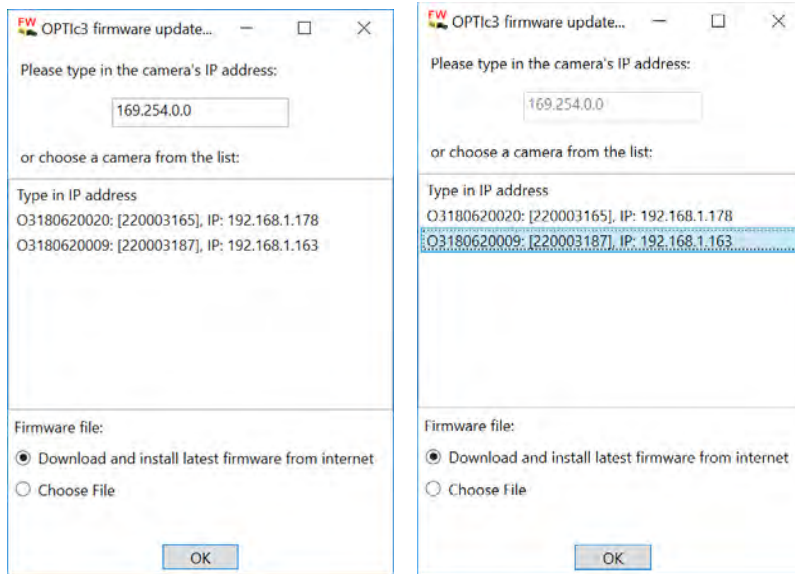 FW OPTIc3 firmware update...
Please type in the camera's IP address:
169.254.0.0
or choose a camera from the list:
Type in IP address
O3180620020: [220003165], IP: 192.168.1.178
O3180620009: [220003187], IP: 192.168.1.163
Firmware file:
Download and install latest firmware from internet
Choose File
OK
FW OPTIc3 firmware update...
Please type in the camera's IP address:
169.254.0.0
or choose a camera from the list:
Type in IP address
O3180620020: [220003165], IP: 192.168.1.178
O3180620009: [220003187], IP: 192.168.1.163
Firmware file:
Download and install latest firmware from internet
Choose File
OK